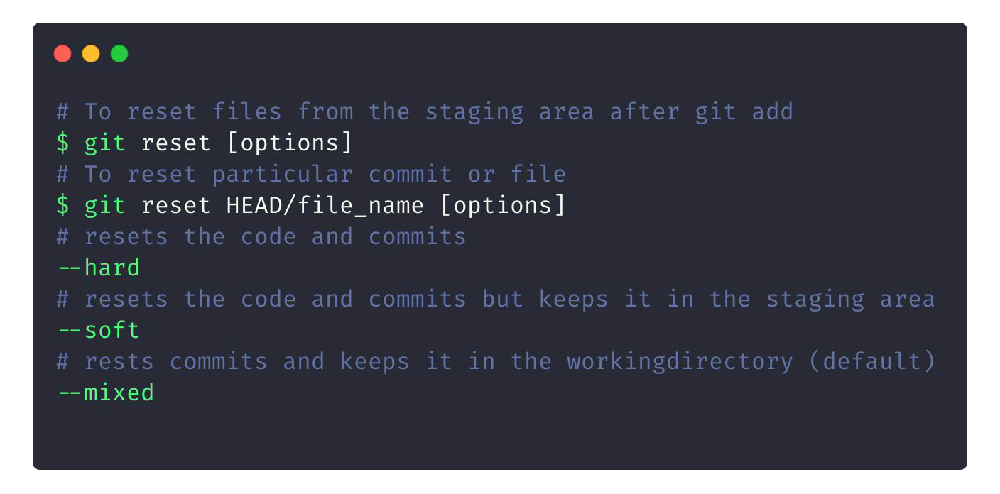 # To reset files from the staging area after git add
$ git reset [options]
# To reset particular commit or file
$ git reset HEAD/file_name [options]
# resets the code and commits
--hard
# resets the code and commits but keeps it in the staging area
--soft
# rests commits and keeps it in the workingdirectory (default)
--mixed